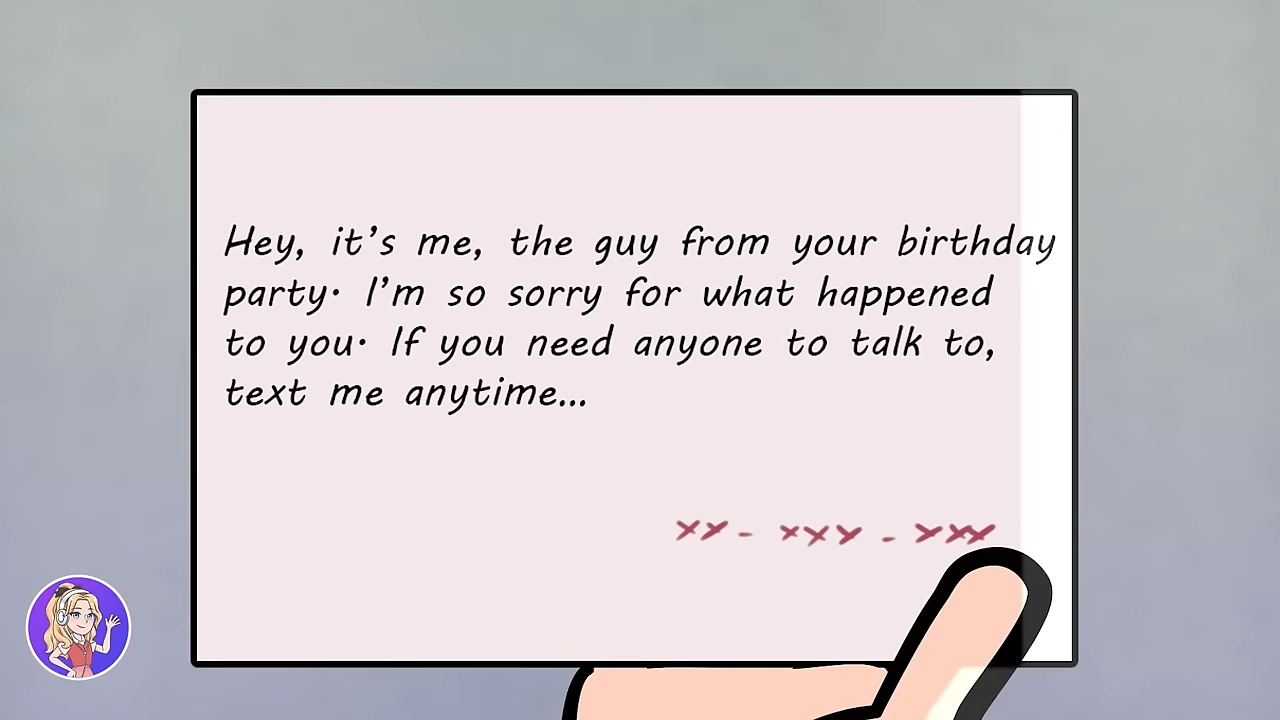 Hey, it's me, the guy from your birthday
party. I'm so sorry for what happened
to you. If you need anyone to talk to,
text me anytime...
xx - xxx - xxx